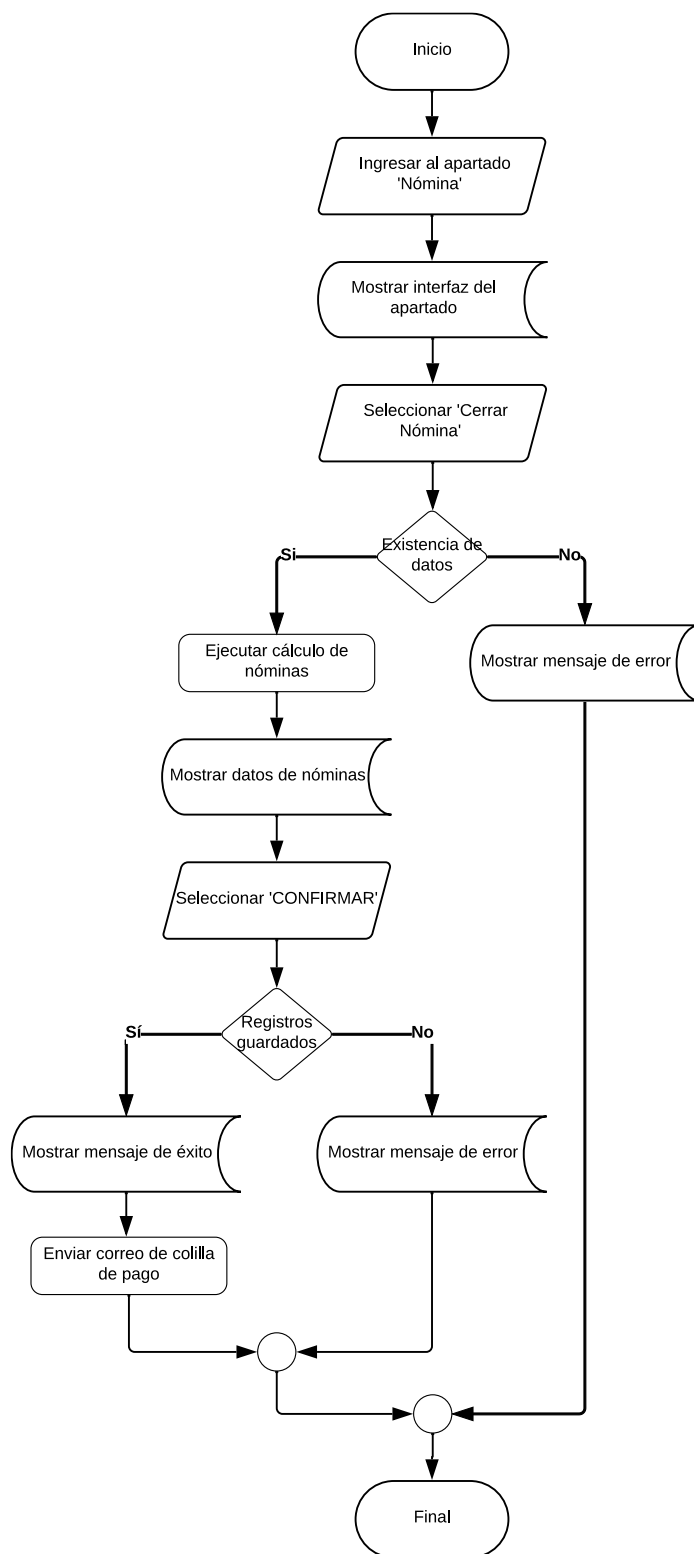 Inicio
Ingresar al apartado
'Nómina'
Mostrar interfaz del
apartado
Seleccionar 'Cerrar
Nómina'
Existencia de
datos
Si
No
Ejecutar cálculo de
nóminas
Mostrar mensaje de error
Mostrar datos de nóminas
Seleccionar 'CONFIRMAR'
Registros
guardados
Sí
No
Mostrar mensaje de éxito
Mostrar mensaje de error
Enviar correo de colilla
de pago
Final